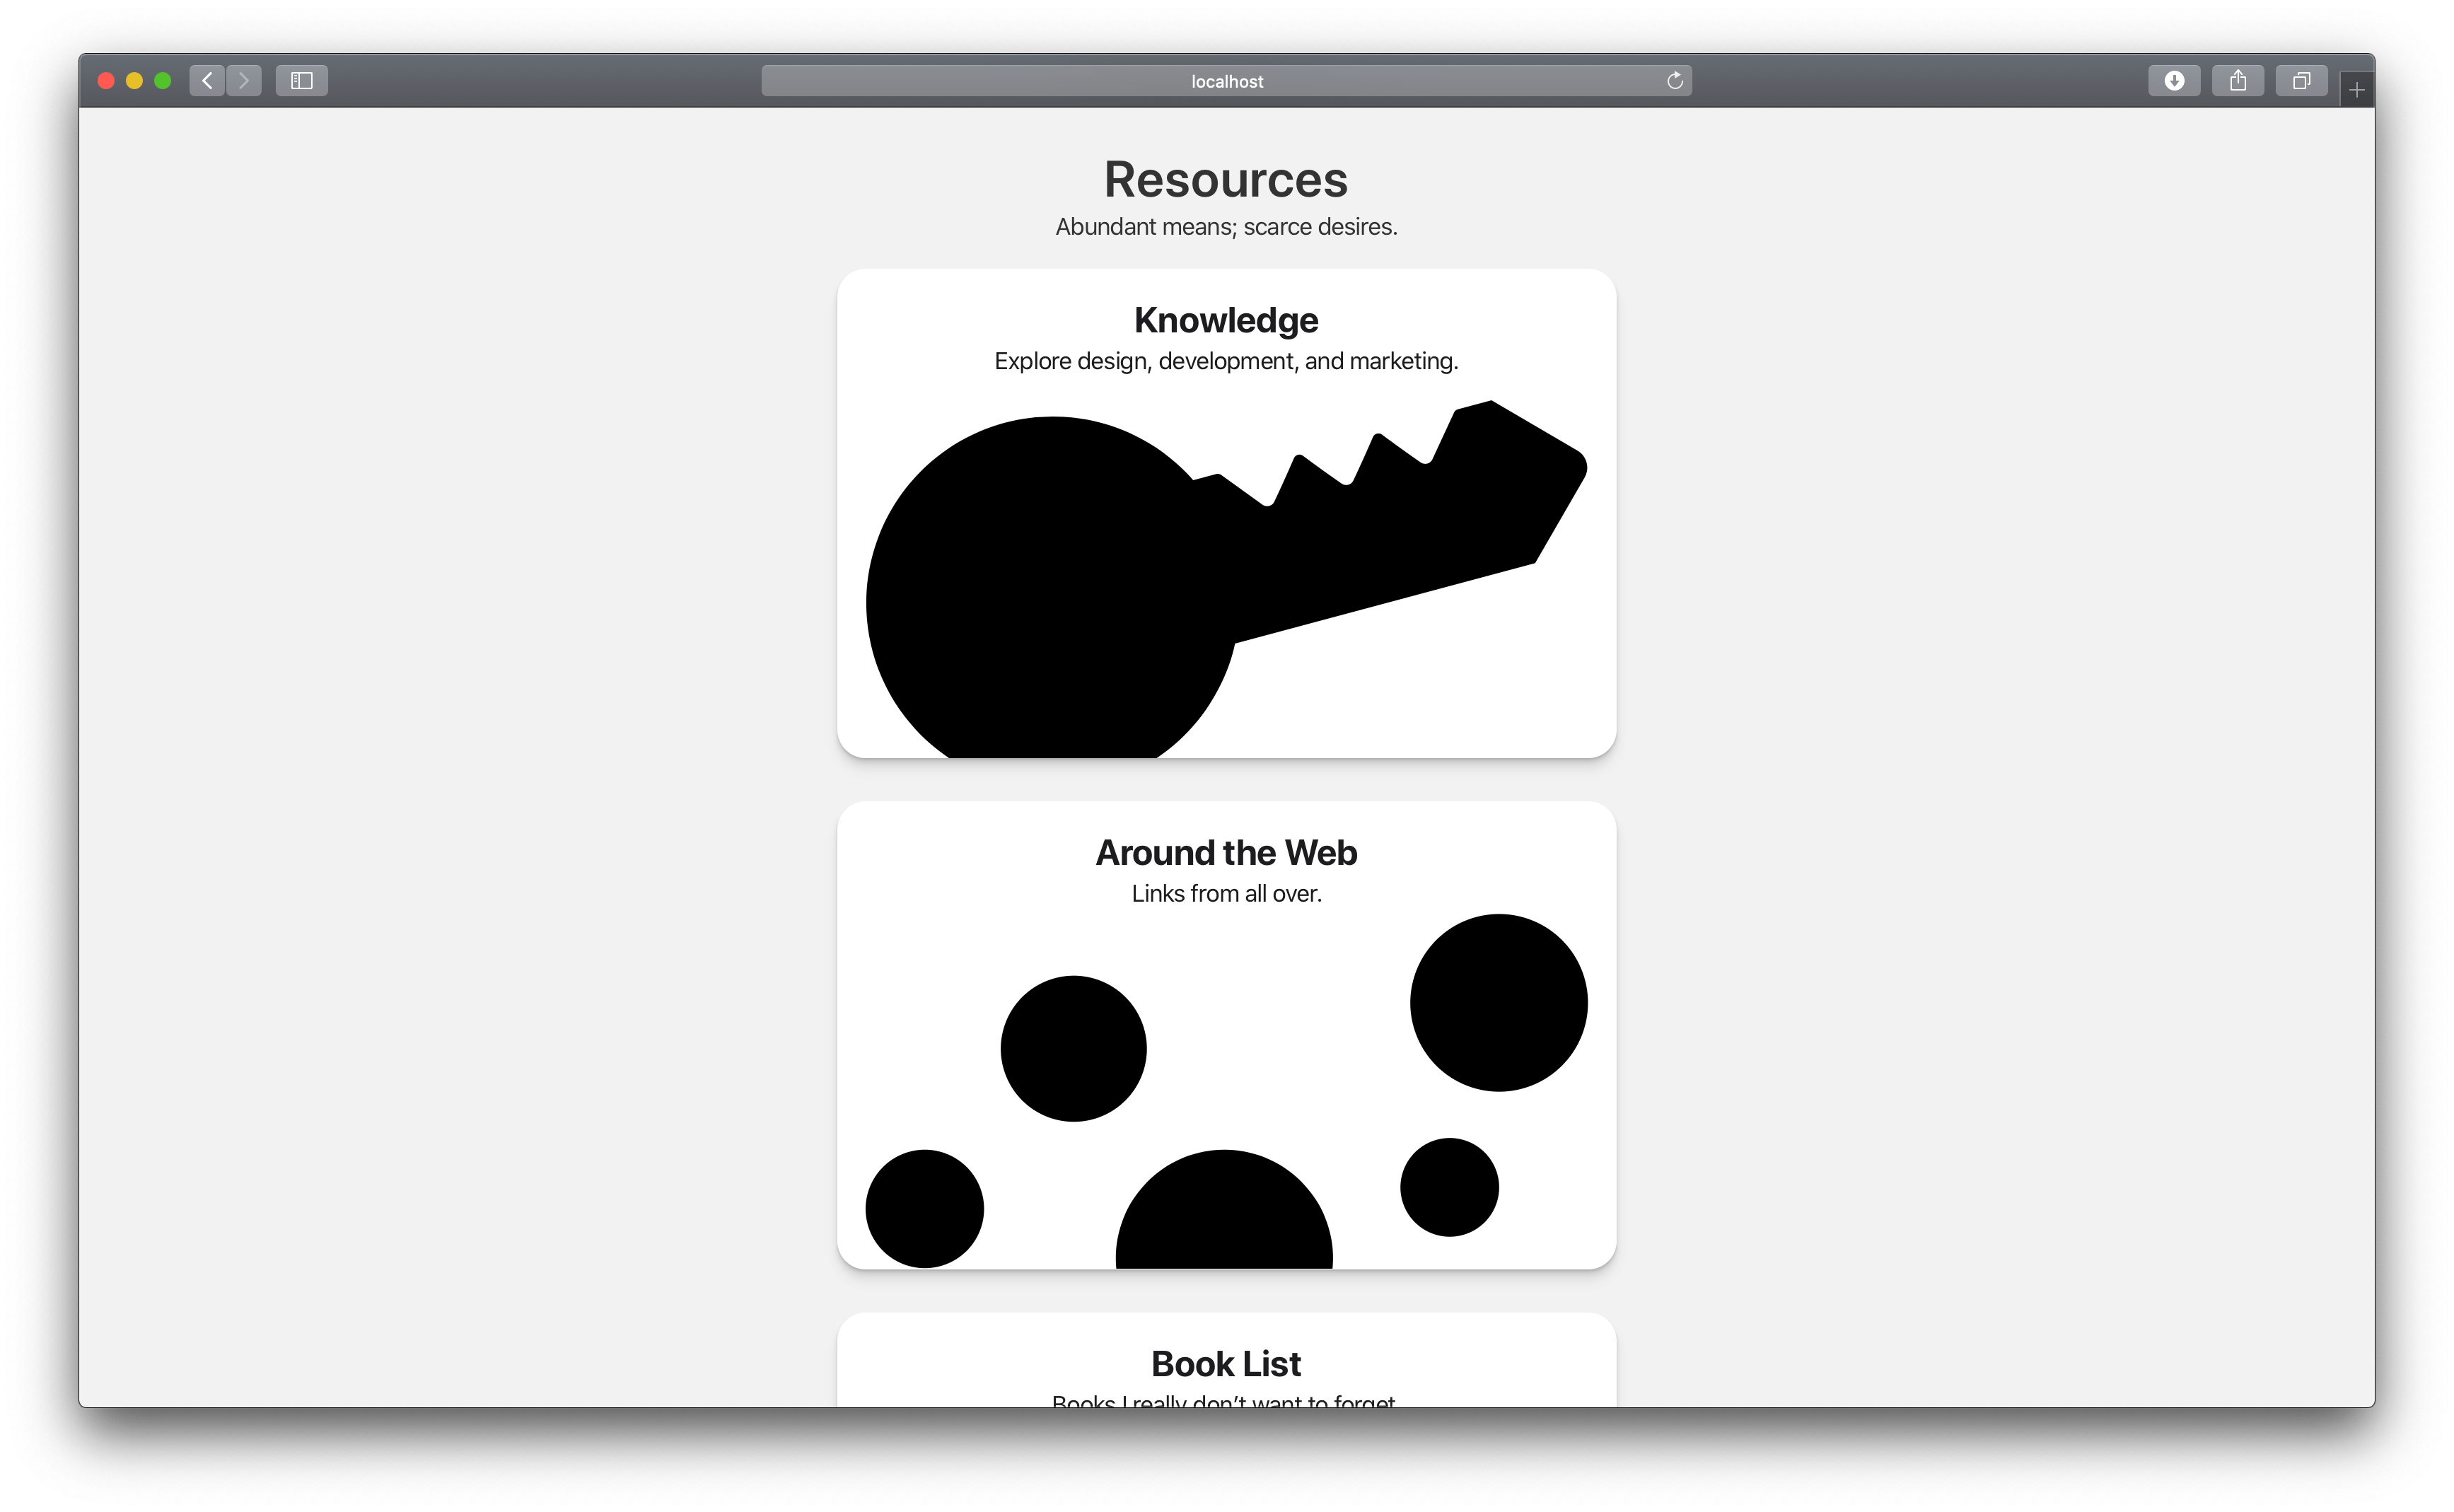 localhost
Resources
Abundant means; scarce desires.
Knowledge
Explore design, development, and marketing.
Around the Web
Links from all over.
Book List
Books I really don’t want to forget